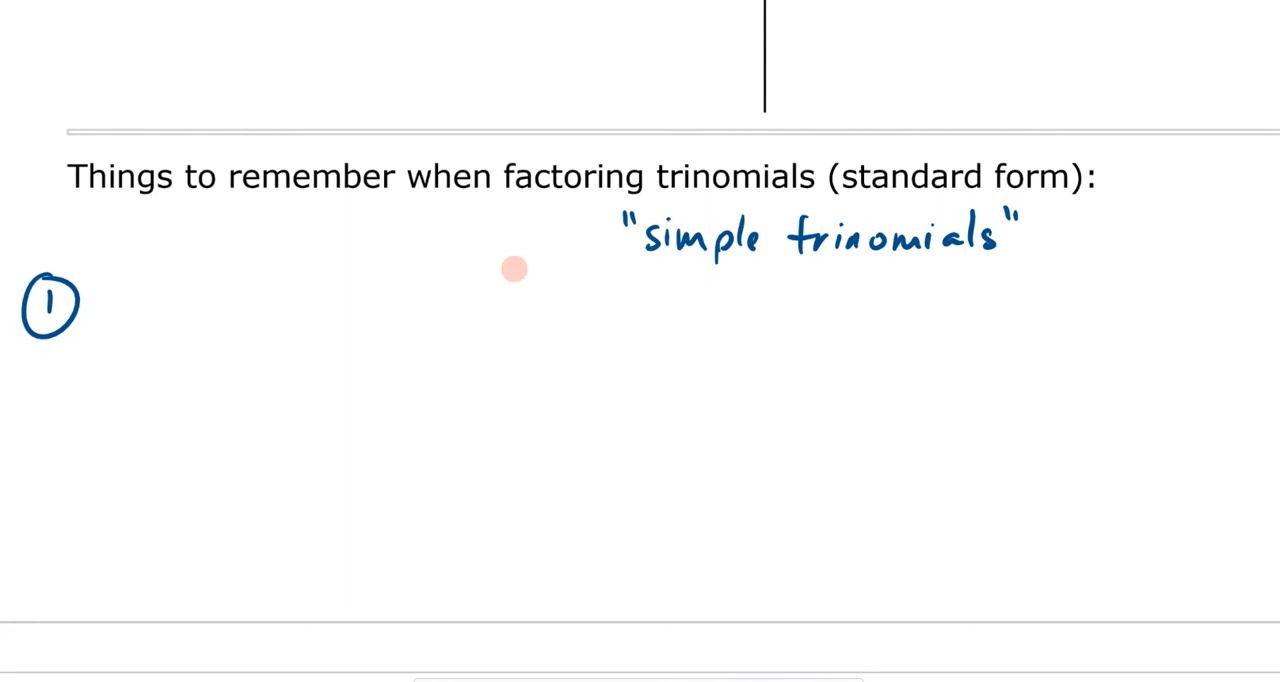 Things to remember when factoring trinomials (standard form):
"simple trinomials"
1